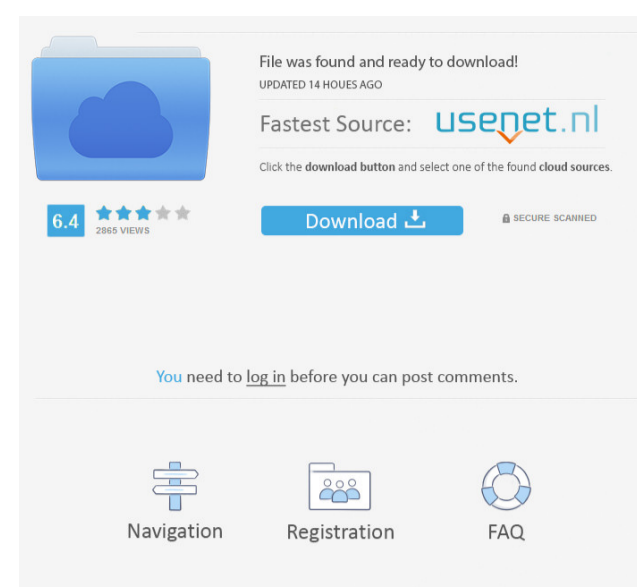 File was found and ready to download!
UPDATED 14 HOUES AGO
Fastest Source: usenet.nl
Click the download button and select one of the found cloud sources.
6.4
2865 VIEWS
Download
SECURE SCANNED
You need to log in before you can post comments.
Navigation
Registration
FAQ